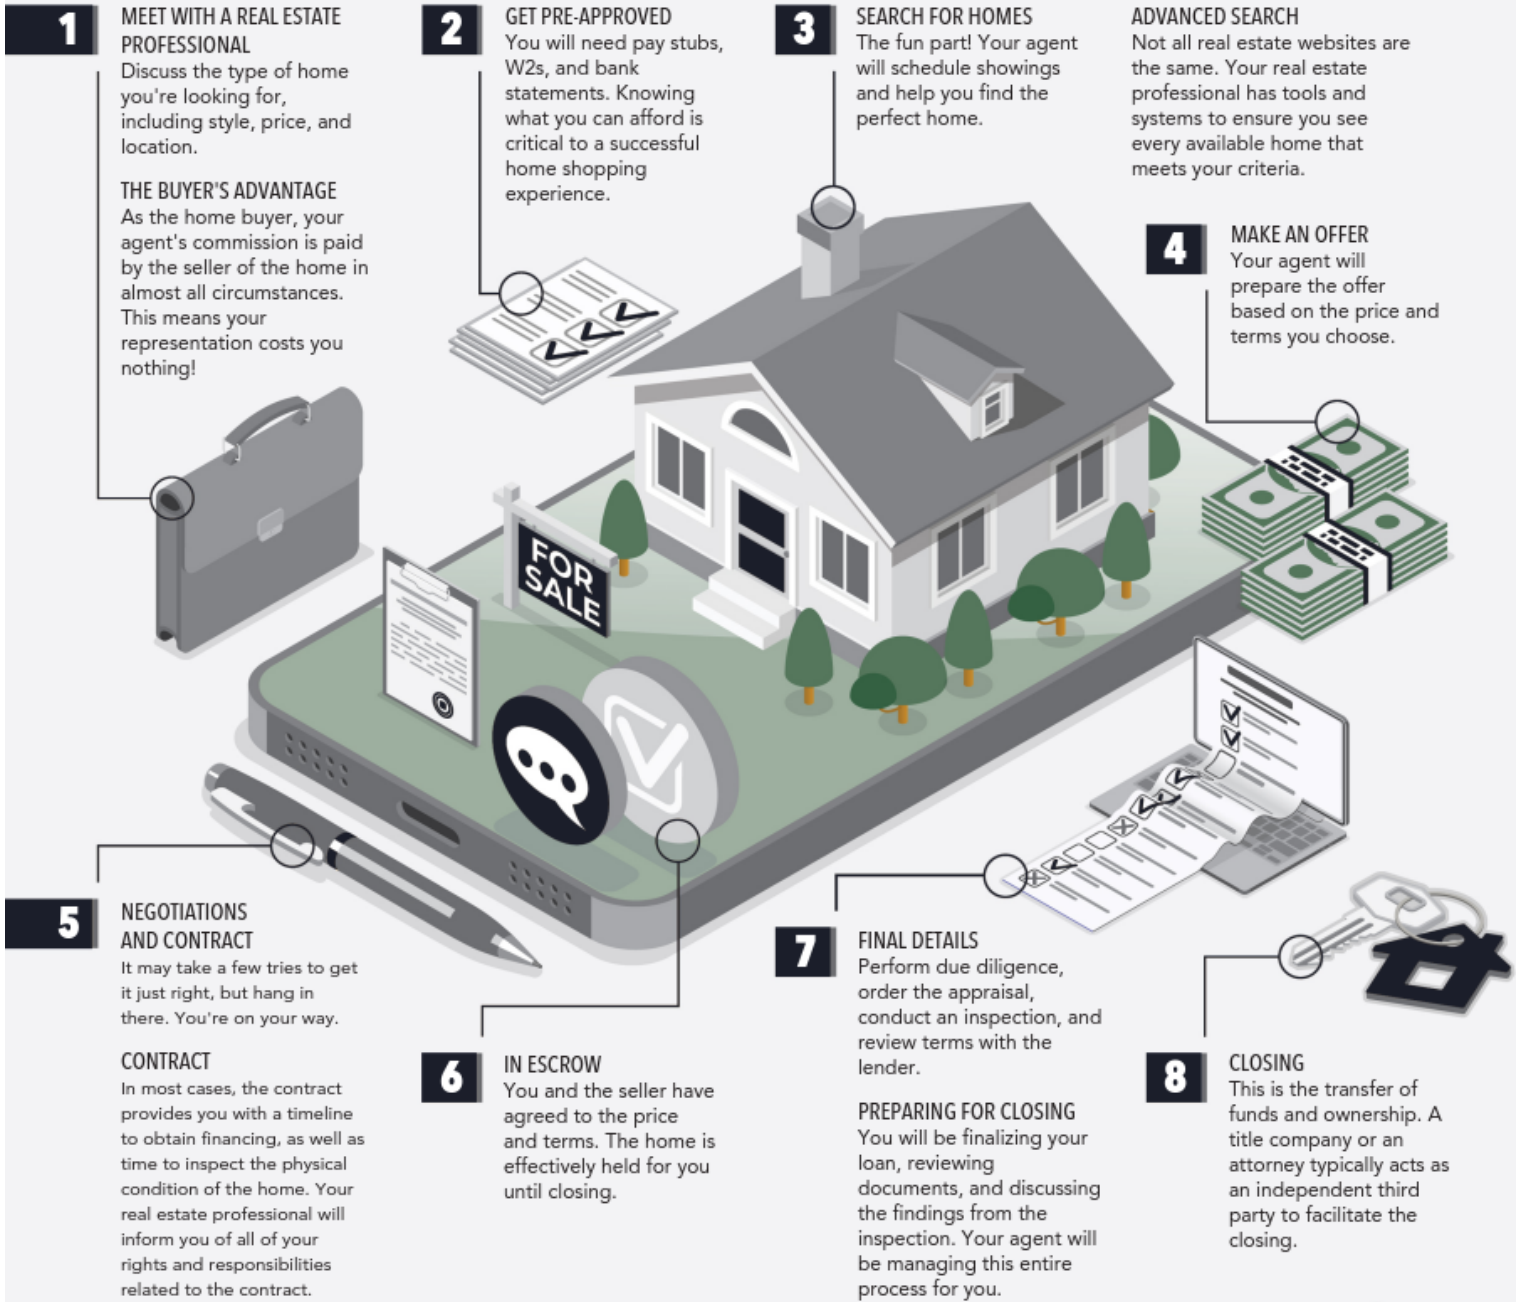 1
MEET WITH A REAL ESTATE
PROFESSIONAL
Discuss the type of home
you're looking for,
including style, price, and
location.
THE BUYER'S ADVANTAGE
As the home buyer, your
agent's commission is paid
by the seller of the home in
almost all circumstances.
This means your
representation costs you
nothing!
2
GET PRE-APPROVED
You will need pay stubs,
W2s, and bank
statements. Knowing
what you can afford is
critical to a successful
home shopping
experience.
3
SEARCH FOR HOMES
The fun part! Your agent
will schedule showings
and help you find the
perfect home.
ADVANCED SEARCH
Not all real estate websites are
the same. Your real estate
professional has tools and
systems to ensure you see
every available home that
meets your criteria.
4
MAKE AN OFFER
Your agent will
prepare the offer
based on the price and
terms you choose.
FOR
SALE
5
NEGOTIATIONS
AND CONTRACT
It may take a few tries to get
it just right, but hang in
there. You're on your way.
CONTRACT
In most cases, the contract
provides you with a timeline
to obtain financing, as well as
time to inspect the physical
condition of the home. Your
real estate professional will
inform you of all of your
rights and responsibilities
related to the contract.
6
IN ESCROW
You and the seller have
agreed to the price
and terms. The home is
effectively held for you
until closing.
7
FINAL DETAILS
Perform due diligence,
order the appraisal,
conduct an inspection, and
review terms with the
lender.
PREPARING FOR CLOSING
You will be finalizing your
loan, reviewing
documents, and discussing
the findings from the
inspection. Your agent will
be managing this entire
process for you.
8
CLOSING
This is the transfer of
funds and ownership. A
title company or an
attorney typically acts as
an independent third
party to facilitate the
closing.